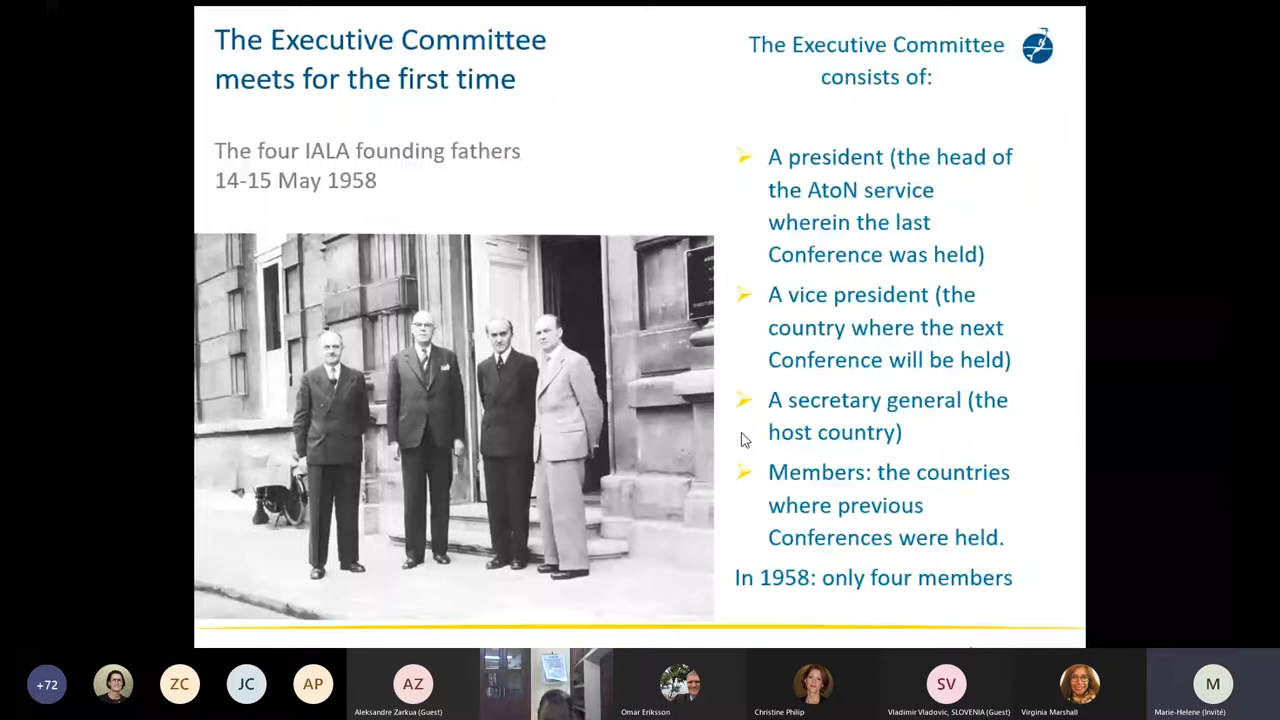 The Executive Committee
meets for the first time
The four IALA founding fathers
14-15 May 1958
The Executive Committee
consists of:
A president (the head of
the AtoN service
wherein the last
Conference was held)
A vice president (the
country where the next
Conference will be held)
A secretary general (the
host country)
Members: the countries
where previous
Conferences were held.
In 1958: only four members
+72
ZC
JC
AP
AZ
Aleksandre Zarkua (Guest)
Omar Eriksson
Christine Philip
SV
Vladimir Vladovic, SLOVENIA (Guest)
Virginia Marshall
M
Marie-Helene (Invité)